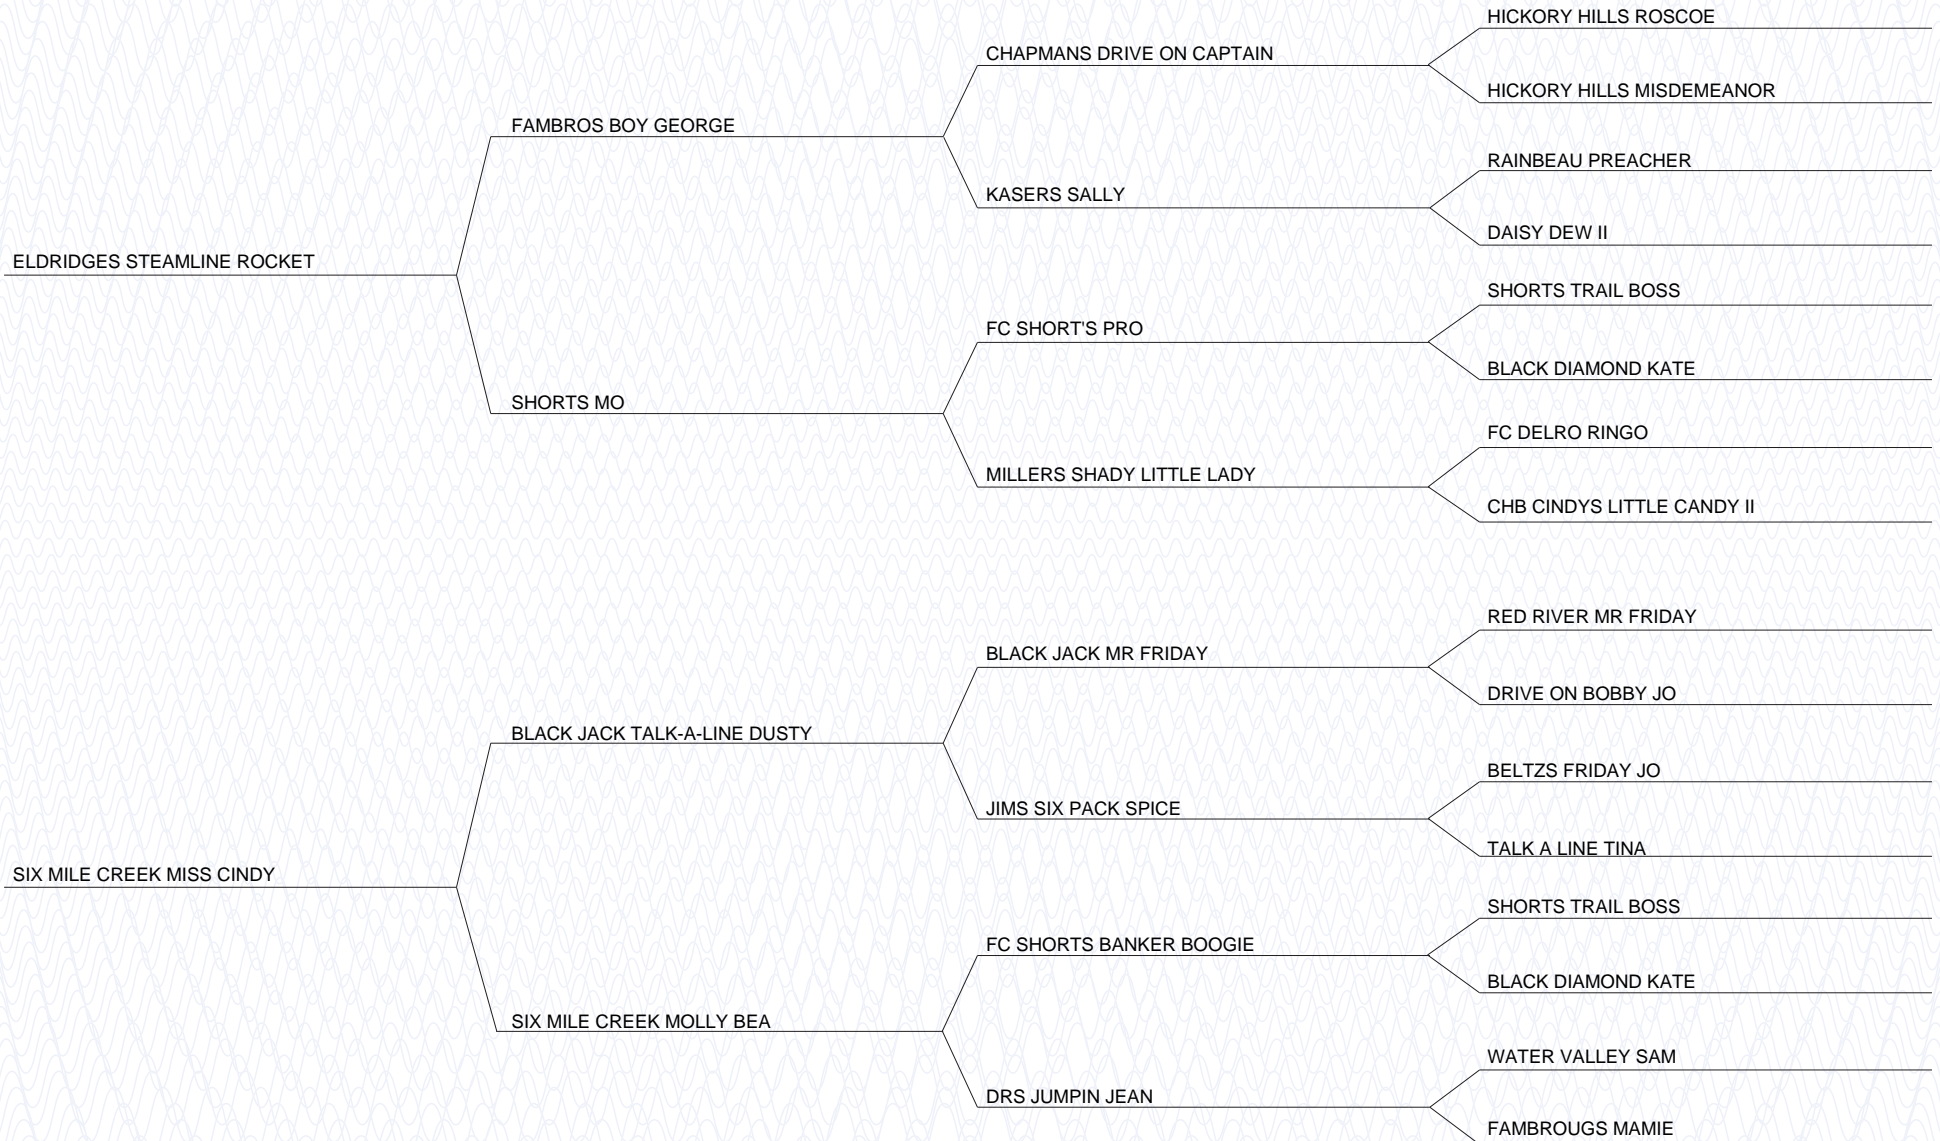 HICKORY HILLS ROSCOE
CHAPMANS DRIVE ON CAPTAIN
HICKORY HILLS MISDEMEANOR
FAMBROS BOY GEORGE
RAINBEAU PREACHER
KASERS SALLY
DAISY DEW II
ELDRIDGES STEAMLINE ROCKET
SHORTS TRAIL BOSS
FC SHORT'S PRO
BLACK DIAMOND KATE
SHORTS MO
FC DELRO RINGO
MILLERS SHADY LITTLE LADY
CHB CINDYS LITTLE CANDY II
RED RIVER MR FRIDAY
BLACK JACK MR FRIDAY
DRIVE ON BOBBY JO
BLACK JACK TALK-A-LINE DUSTY
BELTZS FRIDAY JO
JIMS SIX PACK SPICE
TALK A LINE TINA
SIX MILE CREEK MISS CINDY
SHORTS TRAIL BOSS
FC SHORTS BANKER BOOGIE
BLACK DIAMOND KATE
SIX MILE CREEK MOLLY BEA
WATER VALLEY SAM
DRS JUMPIN JEAN
FAMBROUGS MAMIE